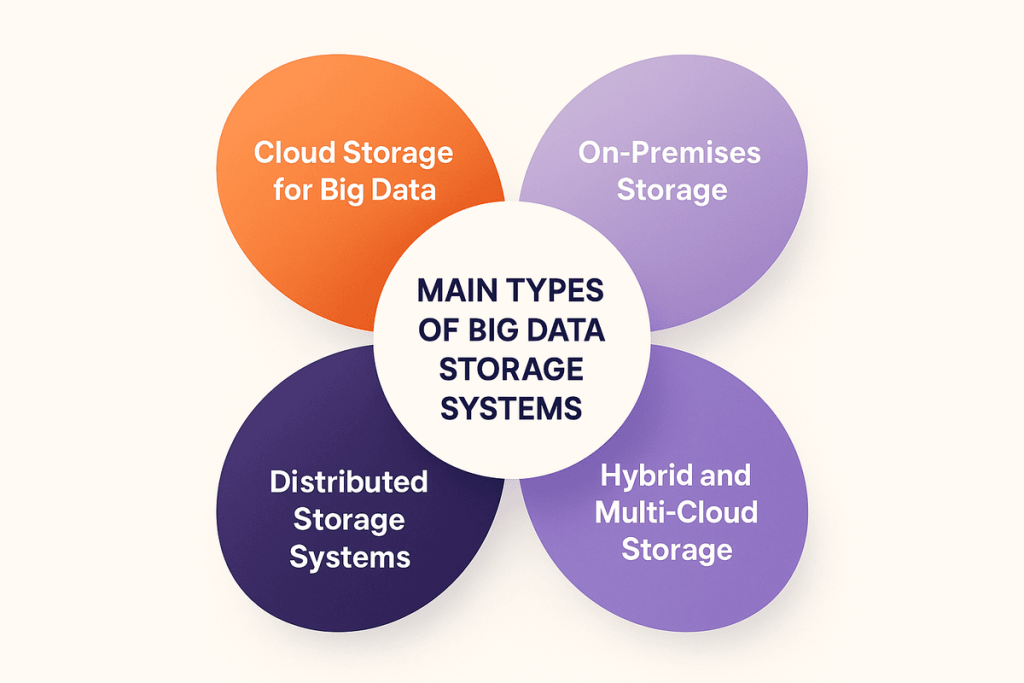 Cloud Storage
for Big Data
On-Premises
Storage
MAIN TYPES
OF BIG DATA
STORAGE
SYSTEMS
Distributed
Storage
Systems
Hybrid and
Multi-Cloud
Storage